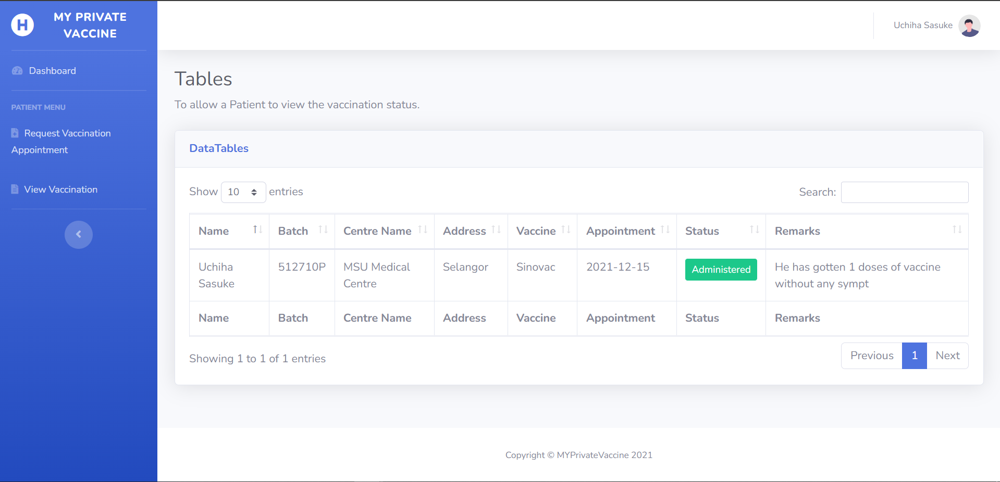 MY PRIVATE
VACCINE
Uchiha Sasuke
Dashboard
PATIENT MENU
Request Vaccination
Appointment
View Vaccination
Tables
To allow a Patient to view the vaccination status.
DataTables
Show 10 entries
Search:
Name Batch Centre Name Address Vaccine Appointment Status Remarks
Uchiha 512710P MSU Medical Selangor Sinovac 2021-12-15 Administered He has gotten 1 doses of vaccine
Sasuke Centre without any sympt
Name Batch Centre Name Address Vaccine Appointment Status Remarks
Showing 1 to 1 of 1 entries
Previous 1 Next
Copyright © MYPrivateVaccine 2021